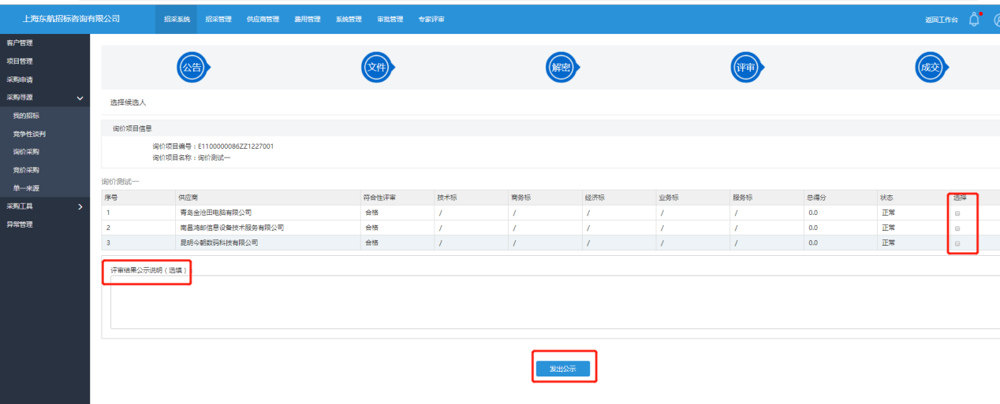 上海东航招标咨询有限公司 招采系统 招采管理 供应商管理 费用管理 系统管理 审批管理 专家评审 返回工作台
客户管理
项目管理
采购申请
采购寻源
我的招标
竞争性谈判
询价采购
竞价采购
单一来源
采购工具
异常管理
公告 文件 解密 评审 成交
选择候选人
询价项目信息
询价项目编号：E1100000086ZZ1227001
询价项目名称：询价测试一
询价测试一
序号 供应商 符合性评审 技术标 商务标 经济标 业务标 服务标 总得分 状态 选择
1 青岛金沧田电脑有限公司 合格 / / / / / 0.0 正常
2 南昌鸿邮信息设备技术服务有限公司 合格 / / / / / 0.0 正常
3 昆明今朝数码科技有限公司 合格 / / / / / 0.0 正常
评审结果公示说明（选填）
发出公示